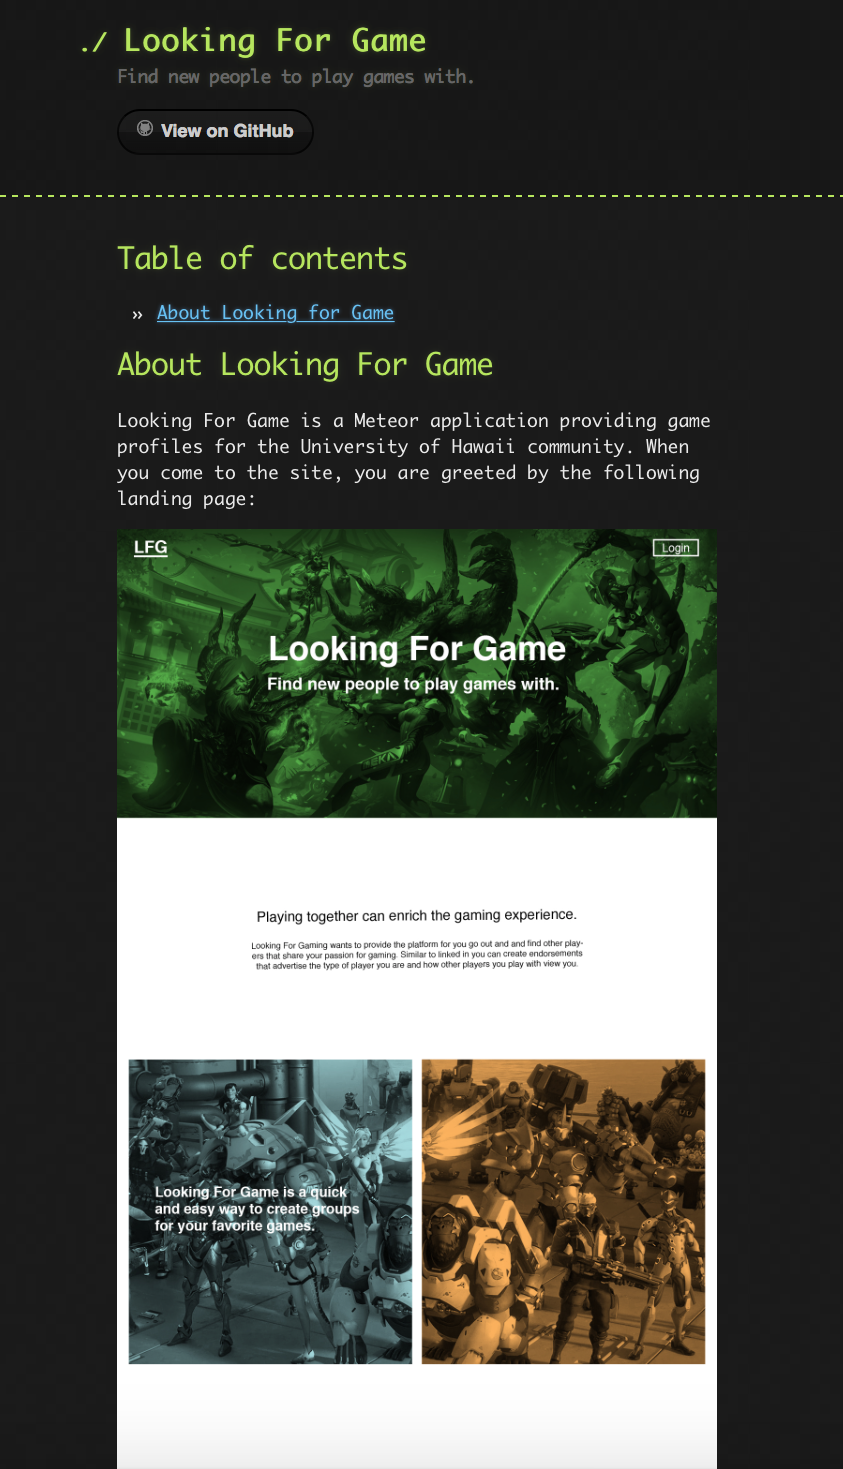 ./ Looking For Game
Find new people to play games with.
View on GitHub
Table of contents
›› About Looking for Game
About Looking For Game
Looking For Game is a Meteor application providing game
profiles for the University of Hawaii community. When
you come to the site, you are greeted by the following
landing page:
LFG
Login
Looking For Game
Find new people to play games with.
Playing together can enrich the gaming experience.
Looking For Gaming wants to provide the platform for you go out and and find other play-
ers that share your passion for gaming. Similar to linked in you can create endorsements
that advertise the type of player you are and how other players you play with view you.
Looking For Game is a quick
and easy way to create groups
for your favorite games.